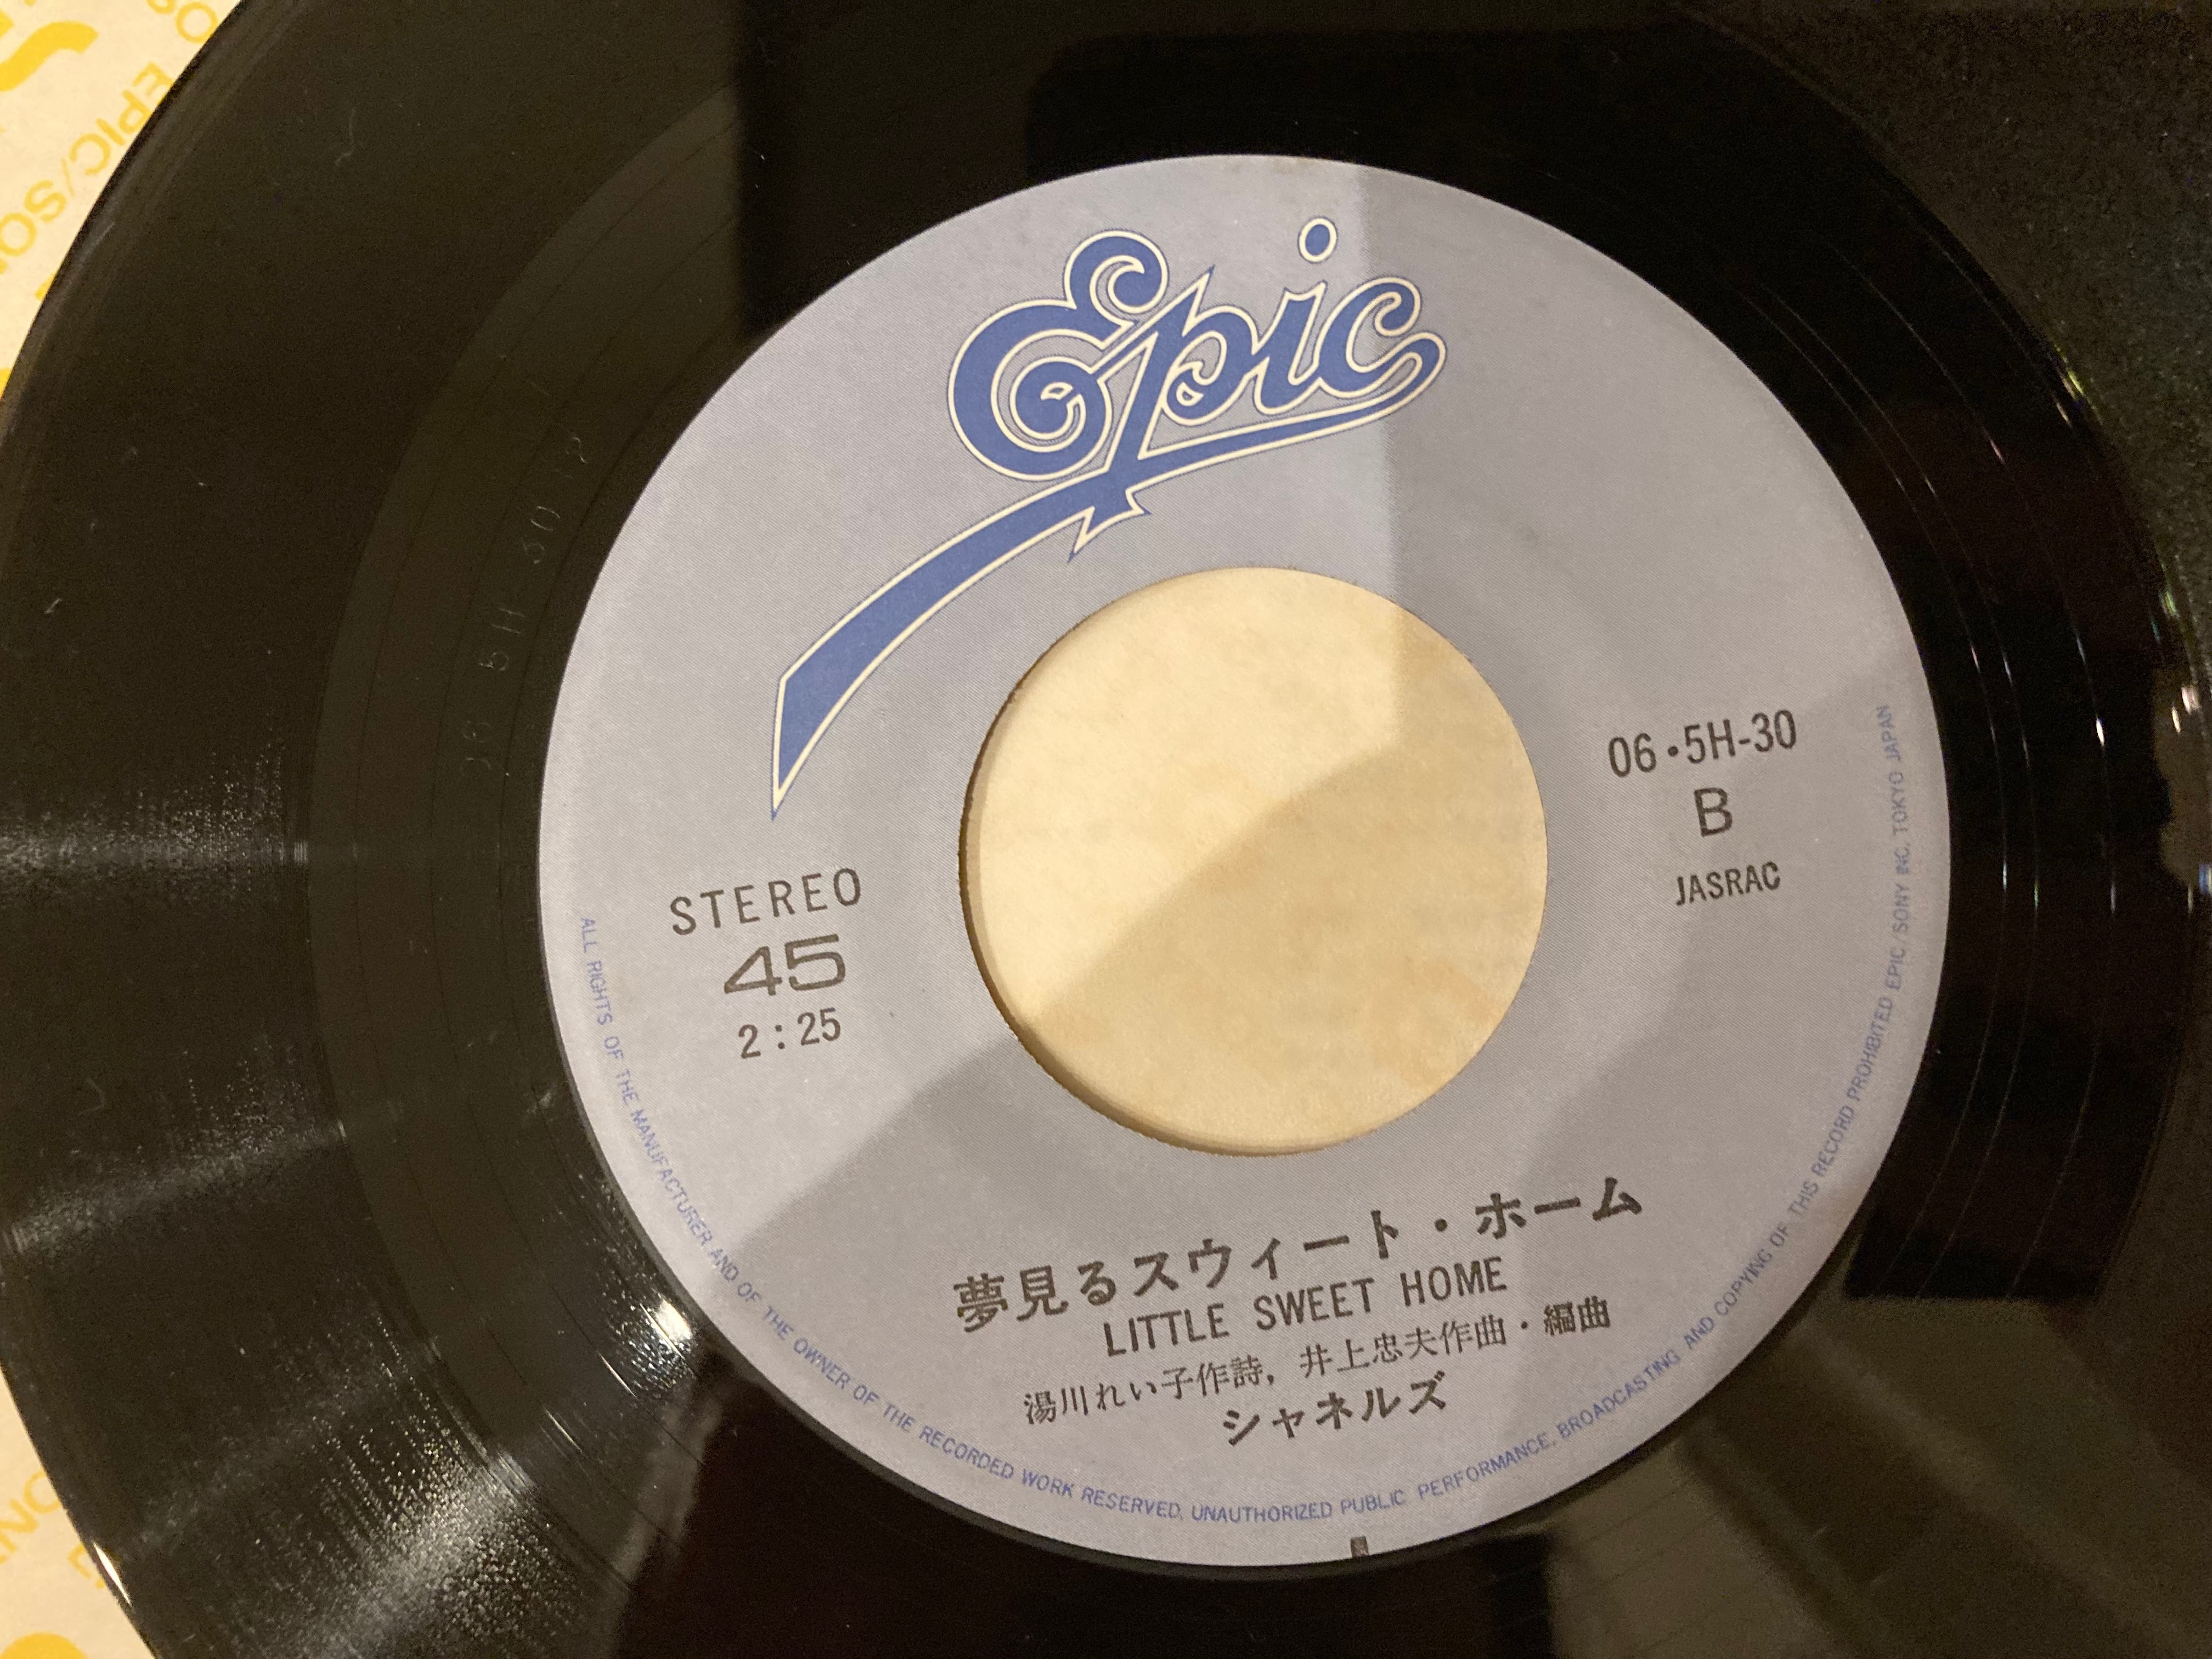 Epic
STEREO
45
2:25
06・5H-30
B
JASRAC
夢見るスウィート・ホーム
LITTLE SWEET HOME
湯川れい子作詩, 井上忠夫作曲・編曲
シャネルズ
ALL RIGHTS OF THE MANUFACTURER AND OF THE OWNER OF THE RECORDED WORK RESERVED, UNAUTHORIZED PUBLIC PERFORMANCE, BROADCASTING AND COPYING OF THIS RECORD PROHIBITED EPIC/SONY INC. TOKYO JAPAN
EPIC/SO